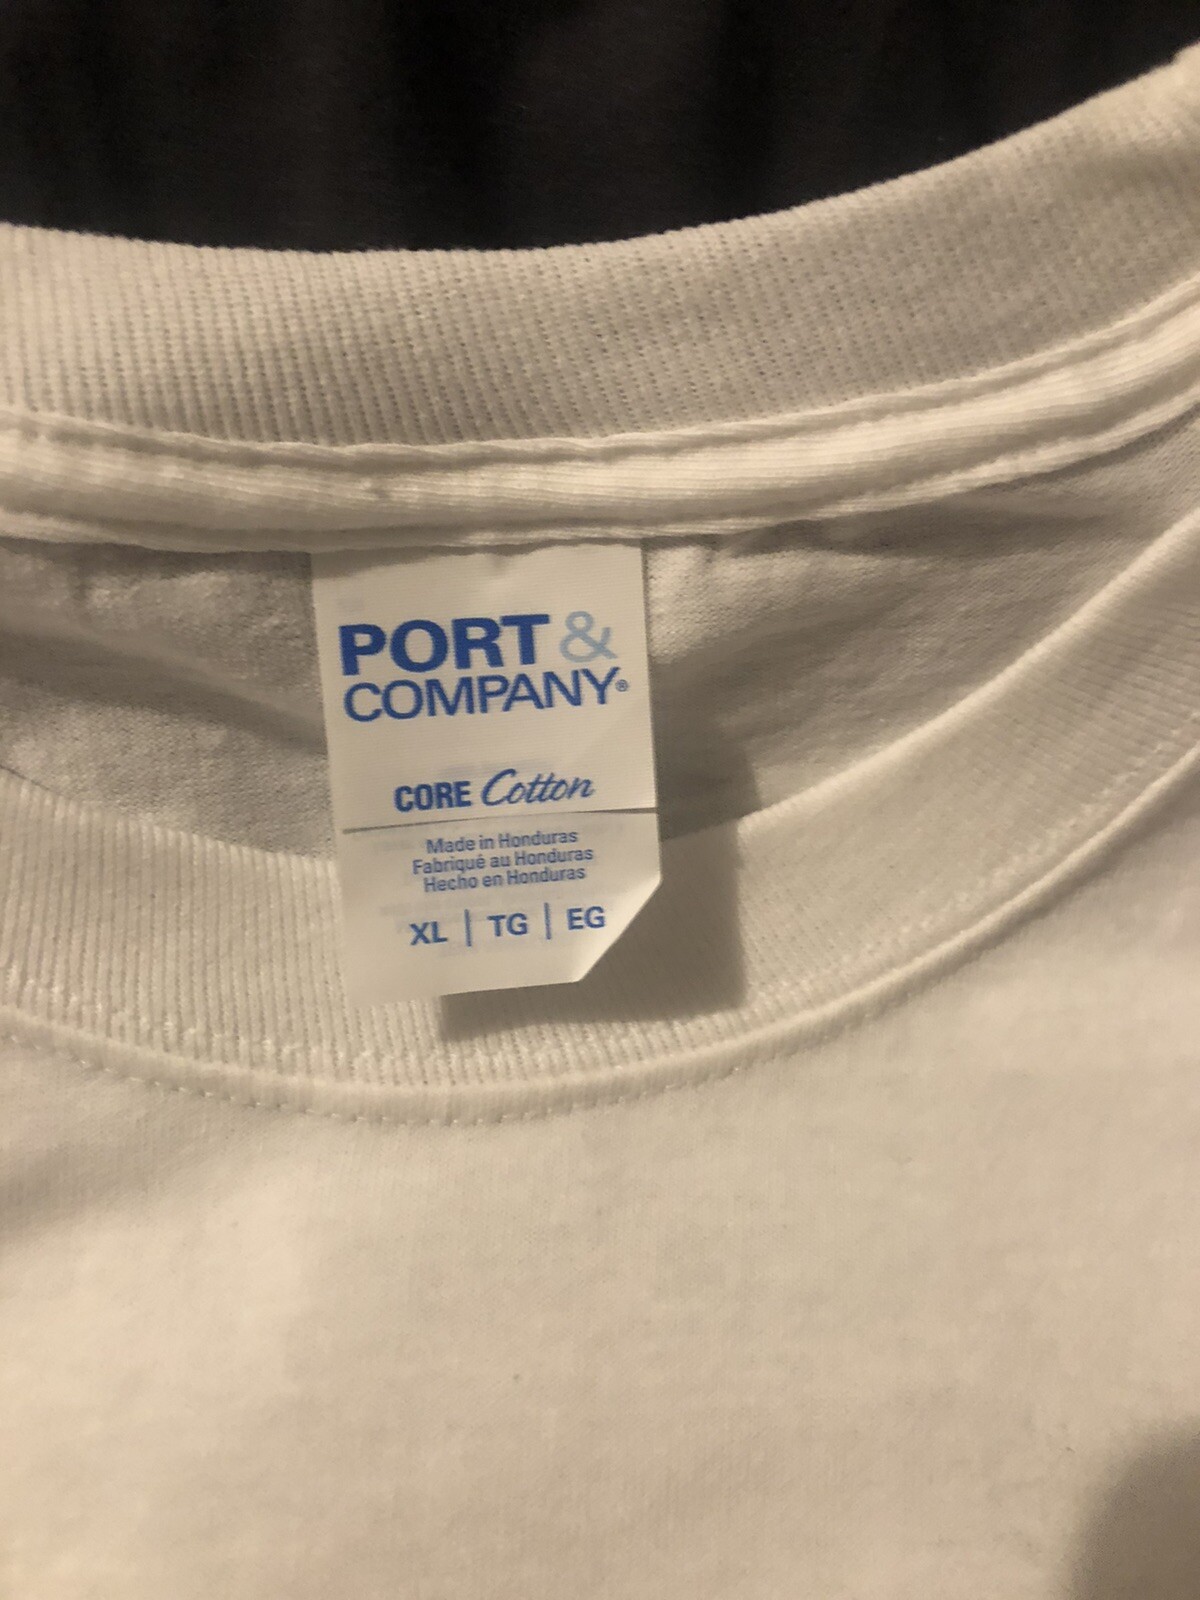 PORT &
COMPANY®
CORE Cotton
Made in Honduras
Fabriqué au Honduras
Hecho en Honduras
XL | TG | EG